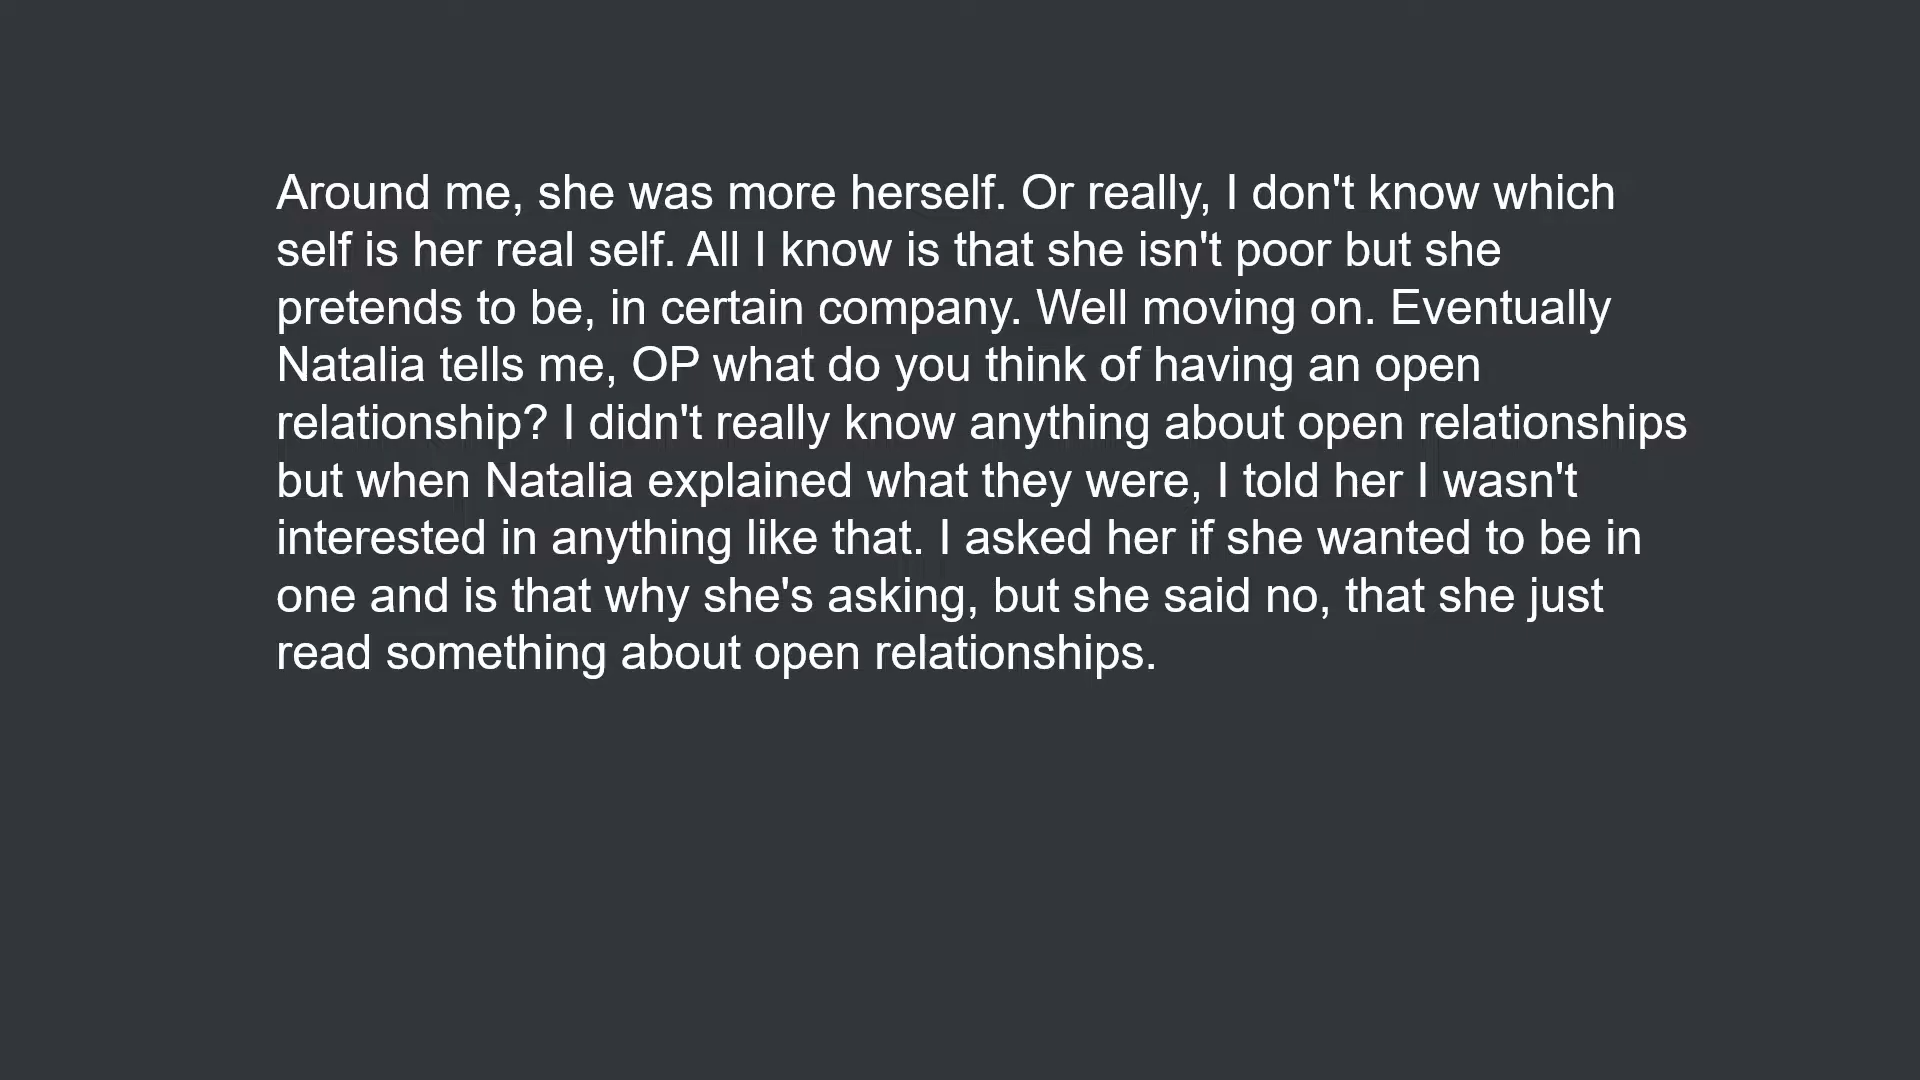 Around me, she was more herself. Or really, I don't know which
self is her real self. All I know is that she isn't poor but she
pretends to be, in certain company. Well moving on. Eventually
Natalia tells me, OP what do you think of having an open
relationship? I didn't really know anything about open relationships
but when Natalia explained what they were, I told her I wasn't
interested in anything like that. I asked her if she wanted to be in
one and is that why she's asking, but she said no, that she just
read something about open relationships.